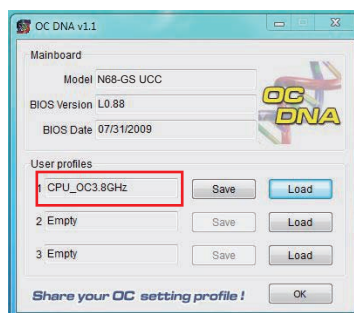 OC DNA v1.1
Mainboard
Model N68-GS UCC
BIOS Version L0.88
BIOS Date 07/31/2009
OC
DNA
User profiles
1 CPU_OC3.8GHz Save Load
2 Empty Save Load
3 Empty Save Load
Share your OC setting profile! OK